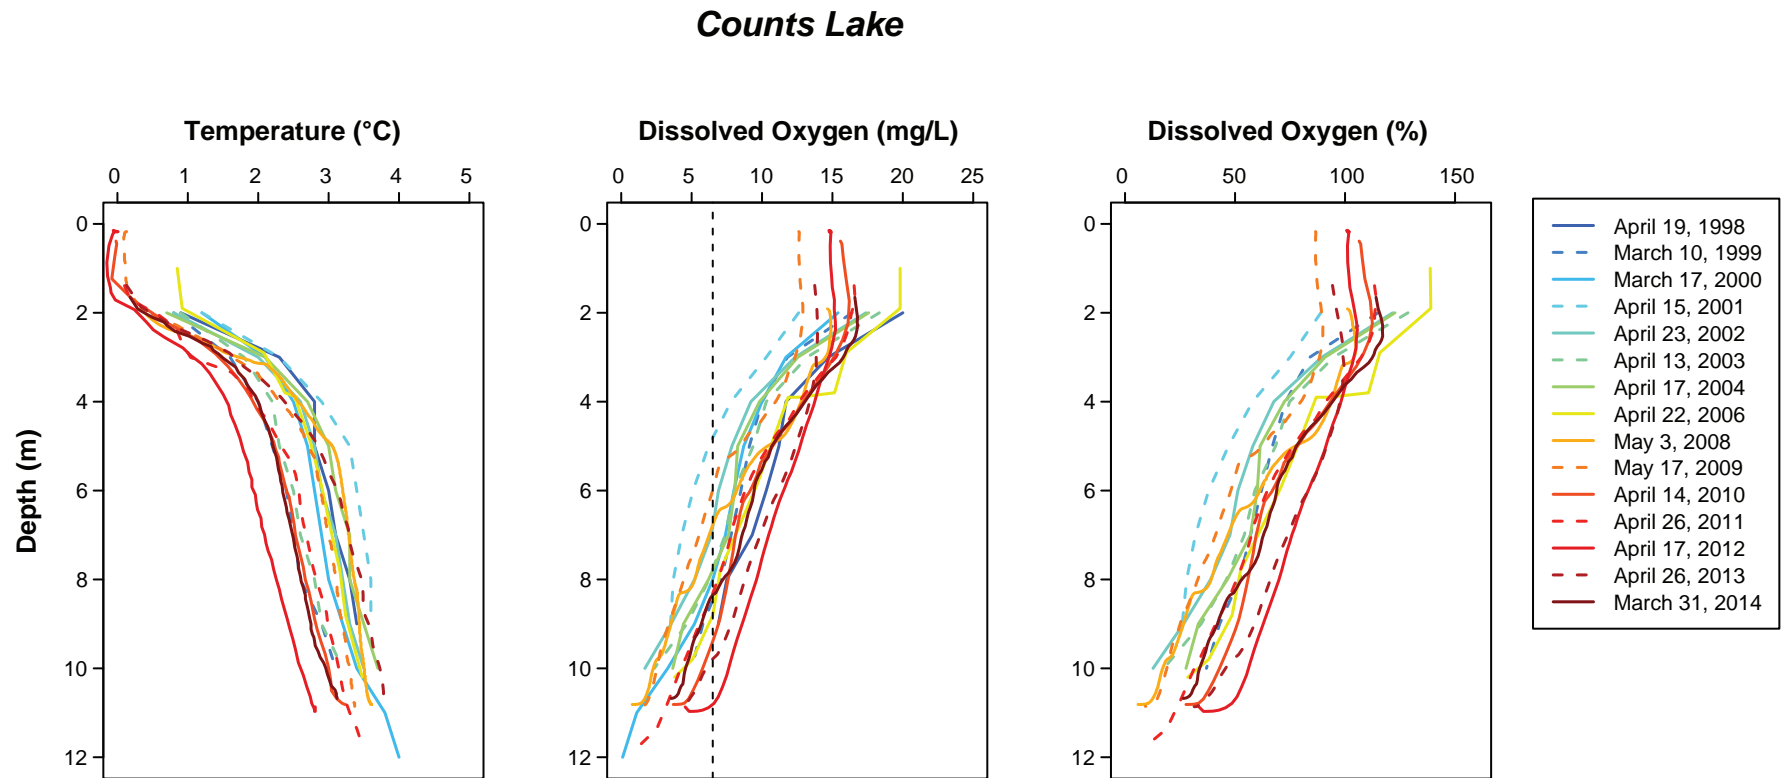 Counts Lake
Temperature (°C)
Dissolved Oxygen (mg/L)
Dissolved Oxygen (%)
0 1 2 3 4 5
0 5 10 15 20 25
0 50 100 150
Depth (m)
0
2
4
6
8
10
12
0
2
4
6
8
10
12
0
2
4
6
8
10
12
April 19, 1998
March 10, 1999
March 17, 2000
April 15, 2001
April 23, 2002
April 13, 2003
April 17, 2004
April 22, 2006
May 3, 2008
May 17, 2009
April 14, 2010
April 26, 2011
April 17, 2012
April 26, 2013
March 31, 2014